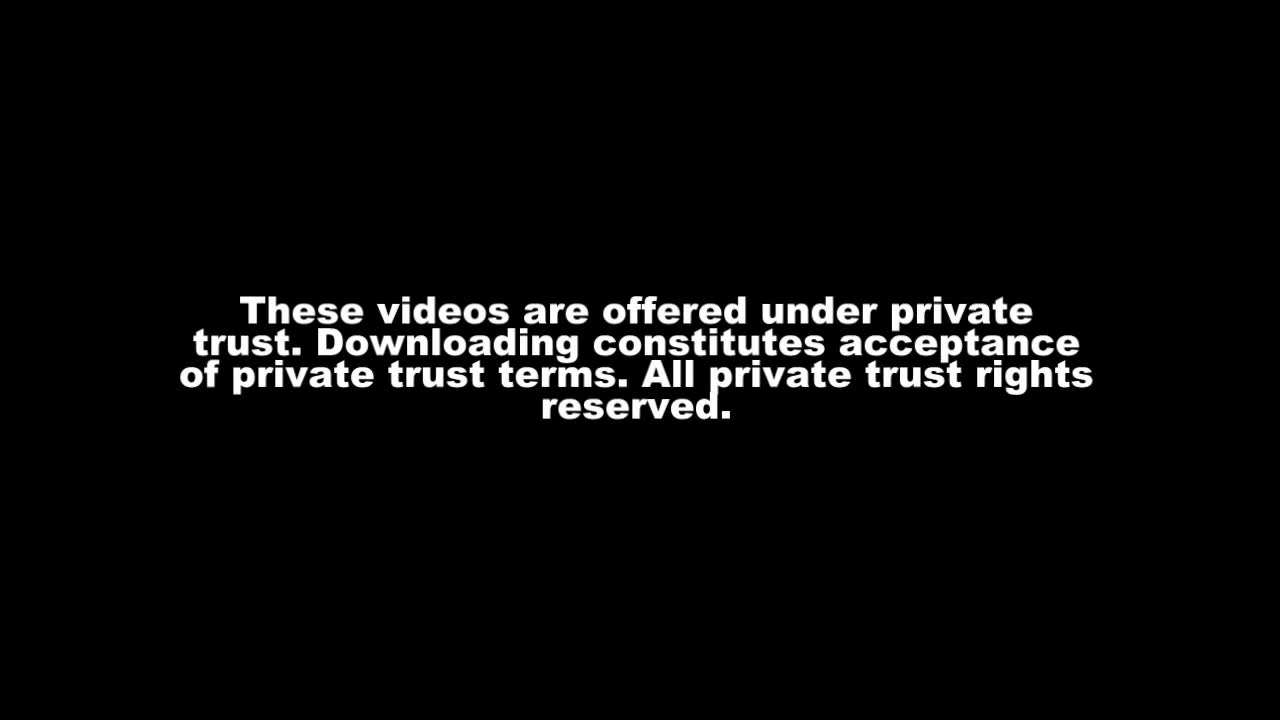 These videos are offered under private
trust. Downloading constitutes acceptance
of private trust terms. All private trust rights
reserved.